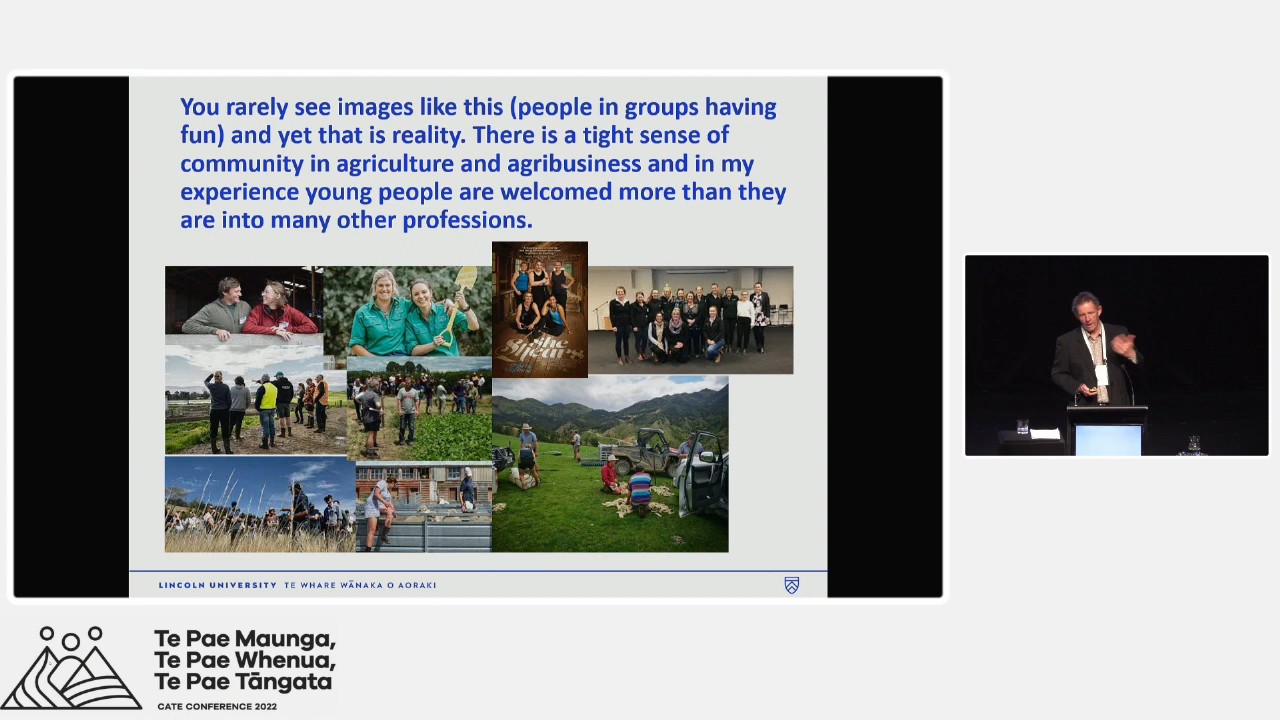 You rarely see images like this (people in groups having
fun) and yet that is reality. There is a tight sense of
community in agriculture and agribusiness and in my
experience young people are welcomed more than they
are into many other professions.
She
Shears
LINCOLN UNIVERSITY TE WHARE WĀNAKA O AORAKI
Te Pae Maunga,
Te Pae Whenua,
Te Pae Tāngata
CATE CONFERENCE 2022